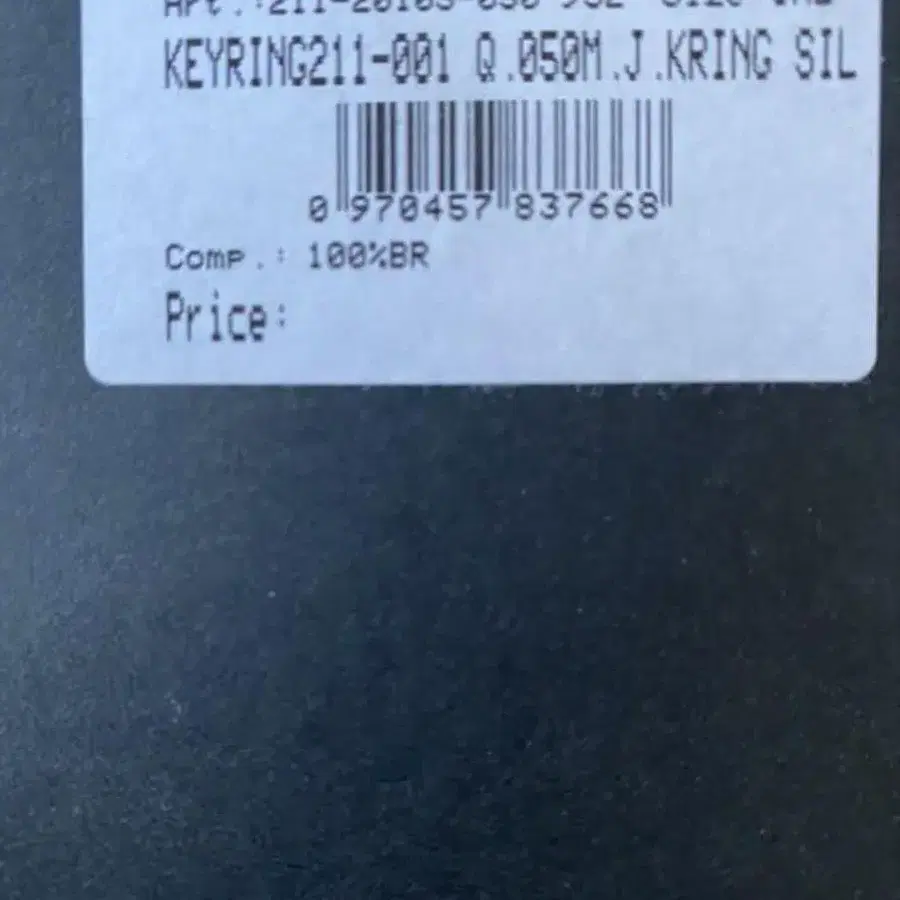 KEYRING211-001 Q.050M.J.KRING SIL
0 970457 837668
Comp.: 100%BR
Price: